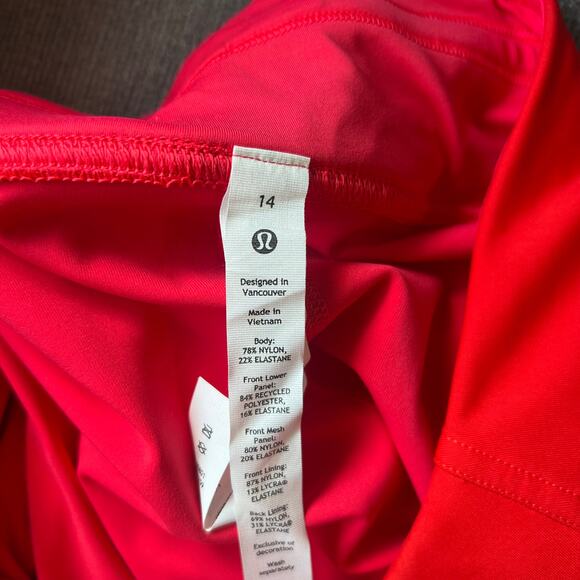 14
Designed in
Vancouver
Made in
Vietnam
Body:
78% NYLON,
22% ELASTANE
Front Lower
Panel:
84% RECYCLED
POLYESTER,
16% ELASTANE
Front Mesh
Panel:
80% NYLON,
20% ELASTANE
Front Lining:
87% NYLON,
13% LYCRA®
ELASTANE
Back Lining:
69% NYLON,
31% LYCRA®
ELASTANE
Exclusive of
decoration
Wash
separately